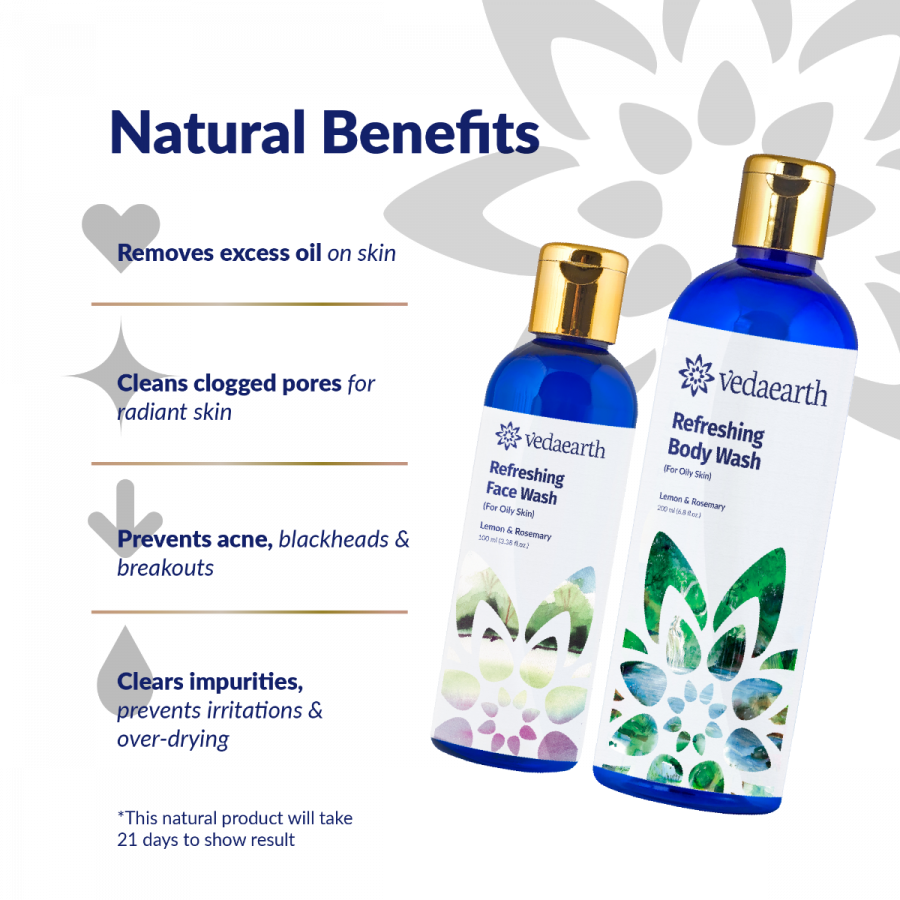 Natural Benefits
Removes excess oil on skin
Cleans clogged pores for
radiant skin
Prevents acne, blackheads &
breakouts
Clears impurities,
prevents irritations &
over-drying
*This natural product will take
21 days to show result
vedaearth
Refreshing
Face Wash
(For Oily Skin)
Lemon & Rosemary
100 ml (3.38 fl.oz.)
vedaearth
Refreshing
Body Wash
(For Oily Skin)
Lemon & Rosemary
200 ml (6.8 fl.oz.)